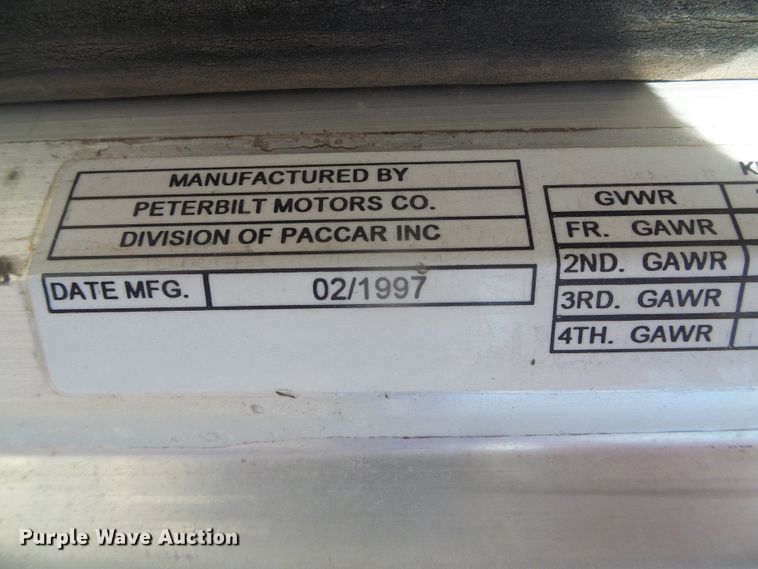 MANUFACTURED BY
PETERBILT MOTORS CO.
DIVISION OF PACCAR INC
DATE MFG. 02/1997
GVWR
FR. GAWR
2ND. GAWR
3RD. GAWR
4TH. GAWR
Purple Wave Auction